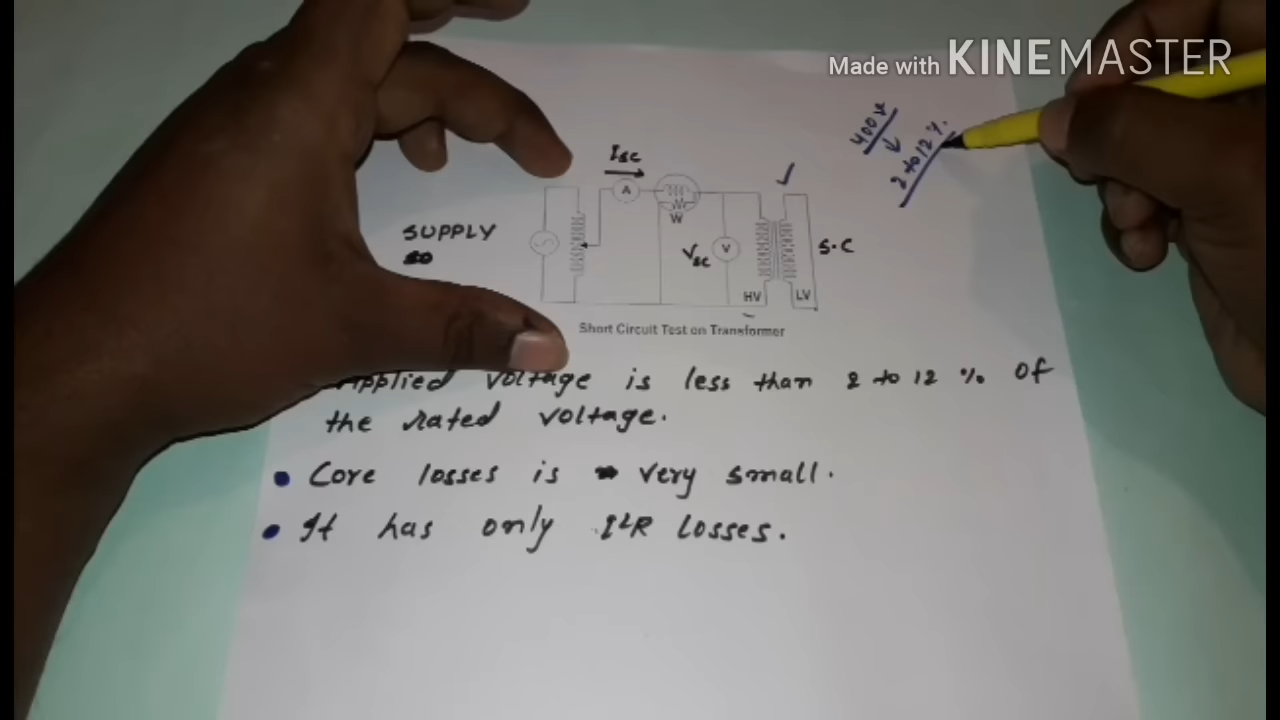 Made with KINEMASTER
400v
2 to 12 %.
Isc
A
W
SUPPLY
Vsc
V
S.C
HV
LV
Short Circuit Test on Transformer
Applied voltage is less than 2 to 12 % of
the rated voltage.
Core losses is very small.
It has only I²R losses.